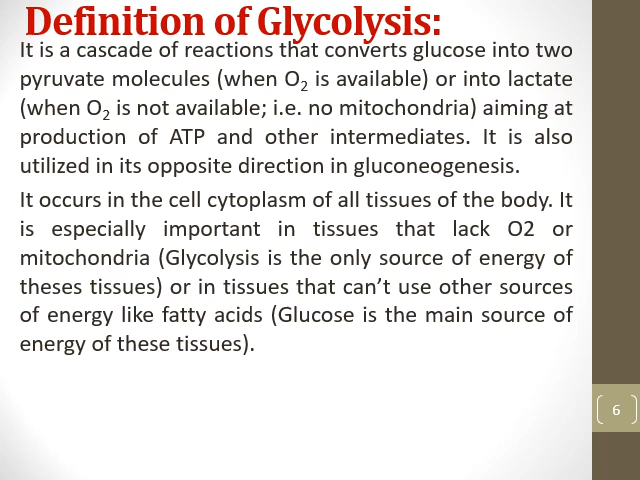 Definition of Glycolysis:
It is a cascade of reactions that converts glucose into two
pyruvate molecules (when O₂ is available) or into lactate
(when O₂ is not available; i.e. no mitochondria) aiming at
production of ATP and other intermediates. It is also
utilized in its opposite direction in gluconeogenesis.
It occurs in the cell cytoplasm of all tissues of the body. It
is especially important in tissues that lack O2 or
mitochondria (Glycolysis is the only source of energy of
theses tissues) or in tissues that can’t use other sources
of energy like fatty acids (Glucose is the main source of
energy of these tissues).
6